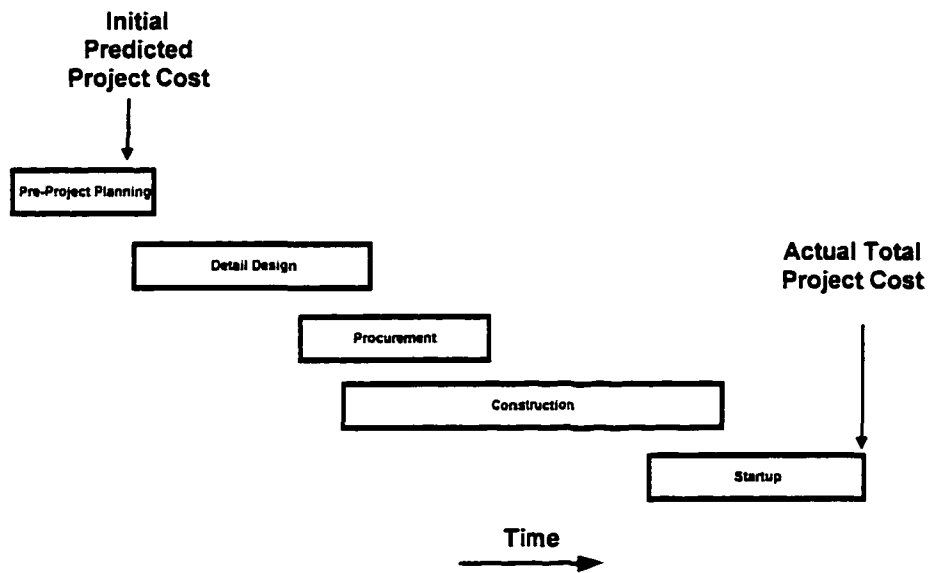 Initial
Predicted
Project Cost
Pre-Project Planning
Detail Design
Actual Total
Project Cost
Procurement
Construction
Startup
Time